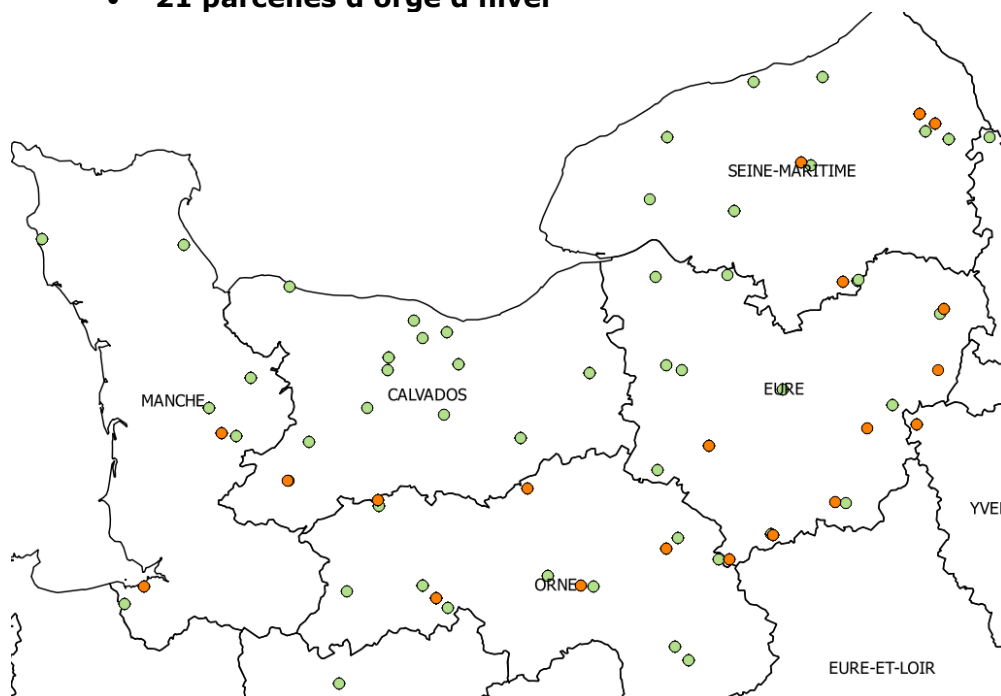 • 21 parcelles d'orge d'hiver
SEINE-MARITIME
EURE
CALVADOS
MANCHE
ORNE
EURE-ET-LOIR